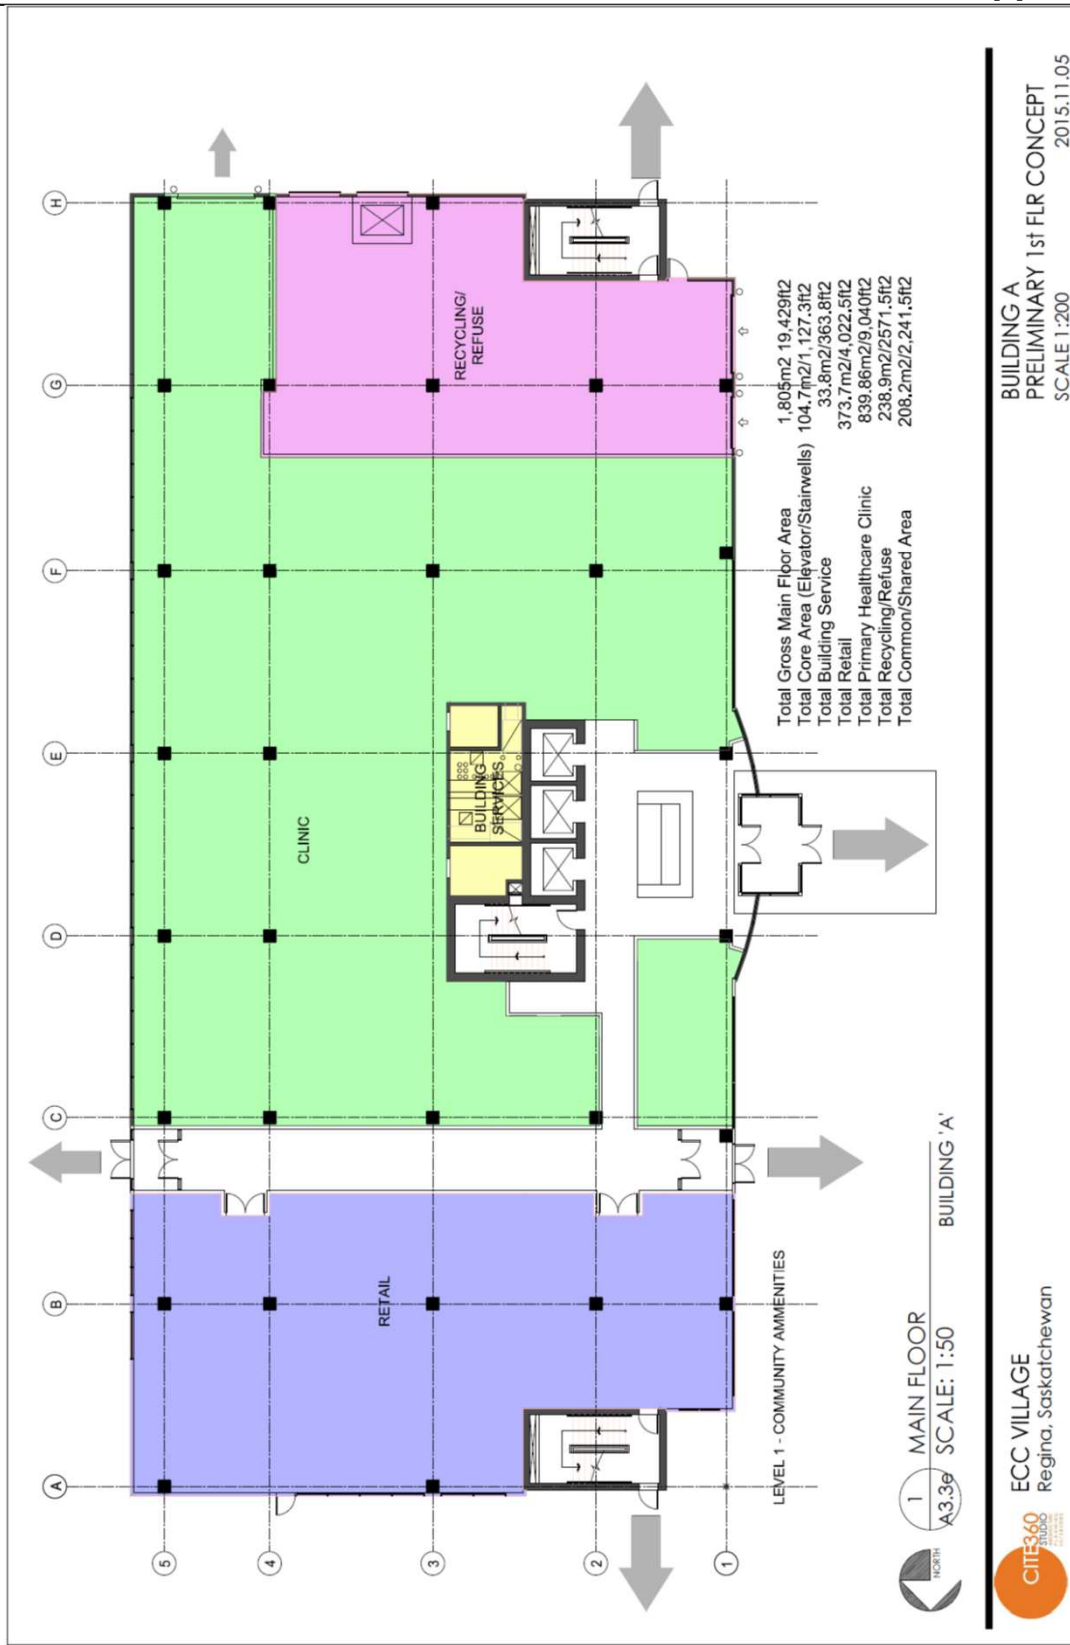 H
G
F
E
D
C
B
A
5
4
3
2
1
CLINIC
RECYCLING/
REFUSE
BUILDING
SERVICES
RETAIL
Total Gross Main Floor Area 1,805m2 19,429ft2
Total Core Area (Elevator/Stairwells) 104.7m2/1,127.3ft2
Total Building Service 33.8m2/363.8ft2
Total Retail 373.7m2/4,022.5ft2
Total Primary Healthcare Clinic 839.86m2/9,040ft2
Total Recycling/Refuse 238.9m2/2571.5ft2
Total Common/Shared Area 208.2m2/2,241.5ft2
LEVEL 1 - COMMUNITY AMMENITIES
NORTH
1 MAIN FLOOR
A3.3e SCALE: 1:50 BUILDING 'A'
CITE360
STUDIO
ECC VILLAGE
Regina, Saskatchewan
BUILDING A
PRELIMINARY 1st FLR CONCEPT
SCALE 1:200 2015.11.05